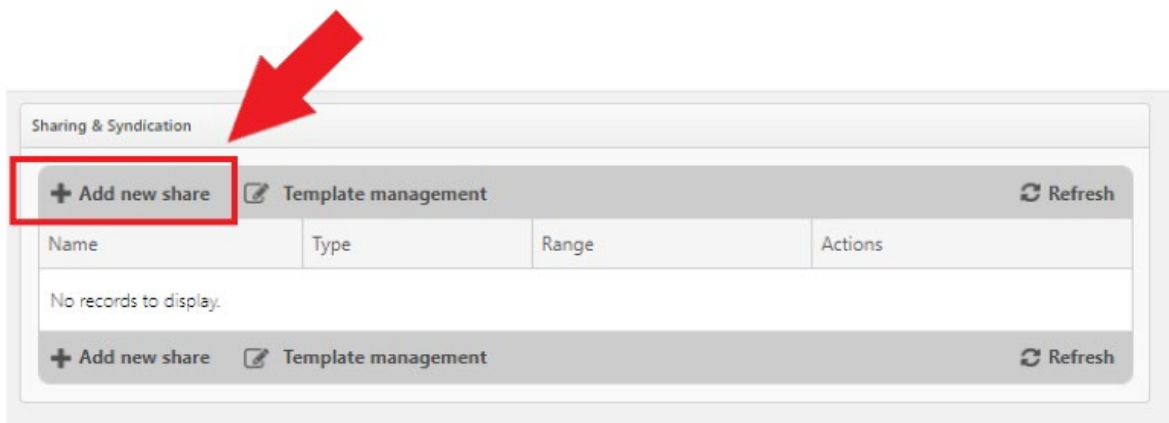 Sharing & Syndication
Add new share Template management Refresh
Name Type Range Actions
No records to display.
Add new share Template management Refresh